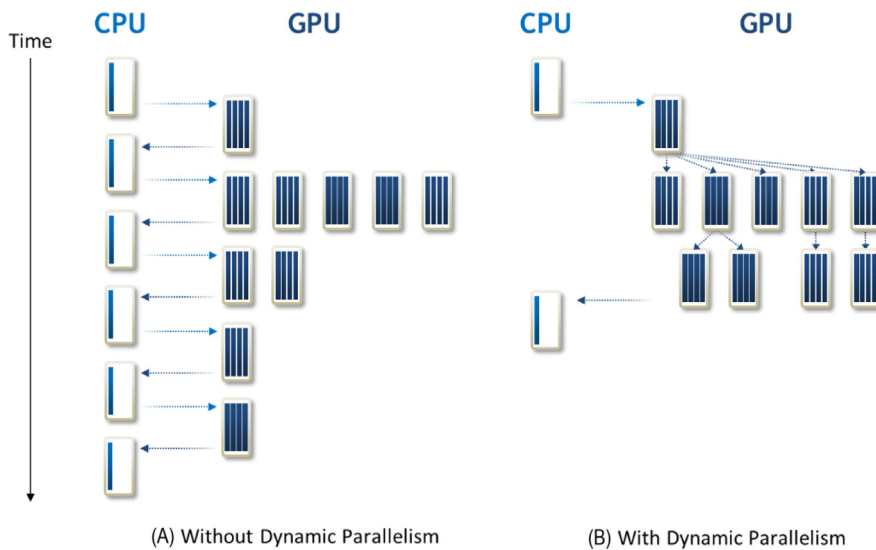 CPU GPU CPU GPU
Time
(A) Without Dynamic Parallelism (B) With Dynamic Parallelism